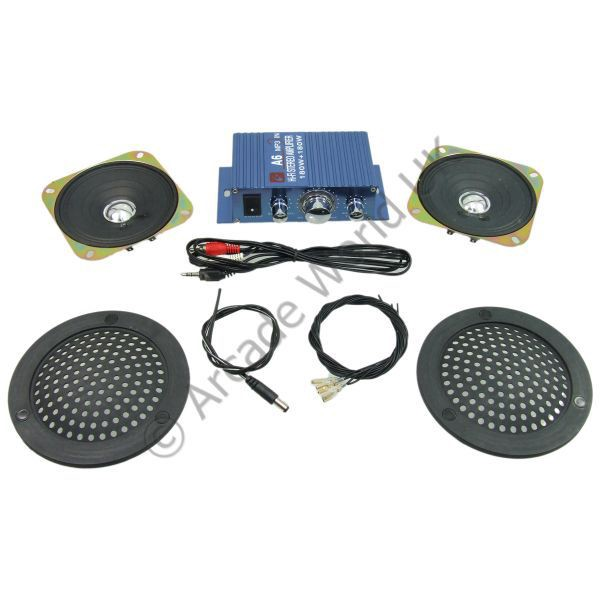 A6 MP3 IN
Hi-Fi STEREO AMPLIFIER
180W+180W
© Arcade World UK